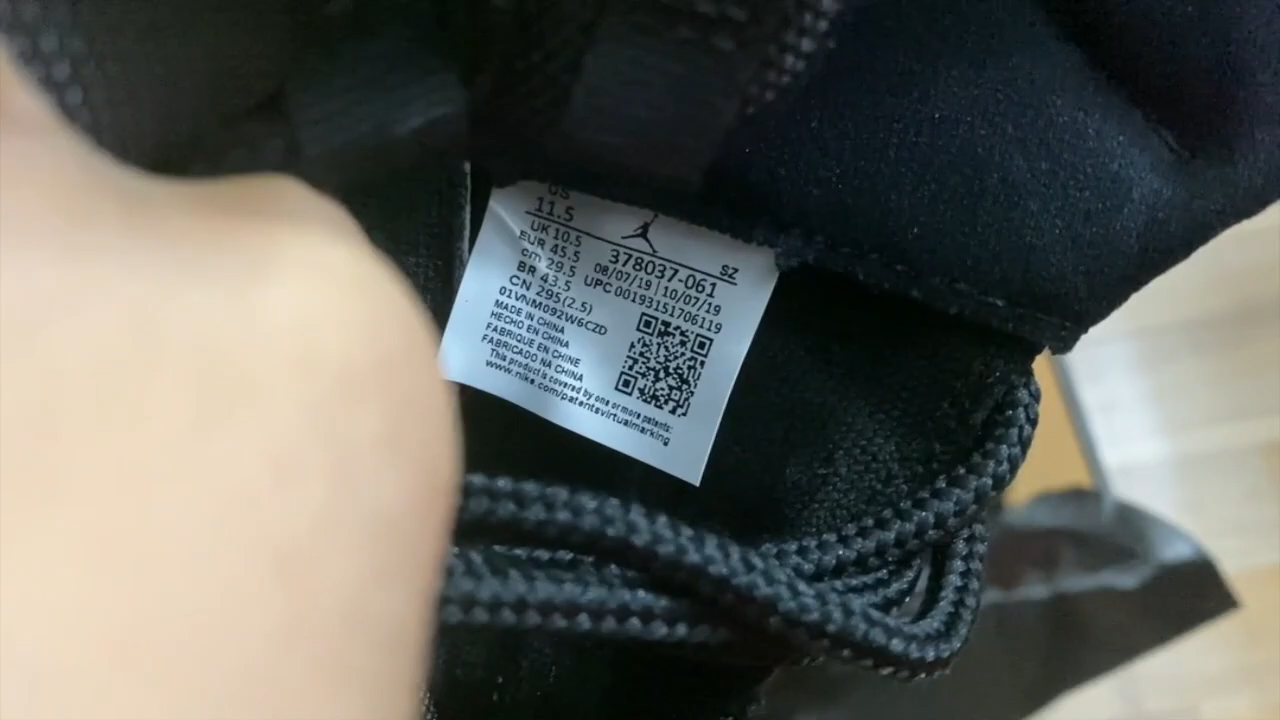 US
11.5
UK 10.5
EUR 45.5
cm 29.5
BR 43.5
CN 295(2.5)
01VNM092W6CZD
MADE IN CHINA
HECHO EN CHINA
FABRIQUE EN CHINE
FABRICADO NA CHINA
This product is covered by one or more patents:
www.nike.com/patentsvirtualmarking
SZ
378037-061
08/07/19 | 10/07/19
UPC 00193151706119